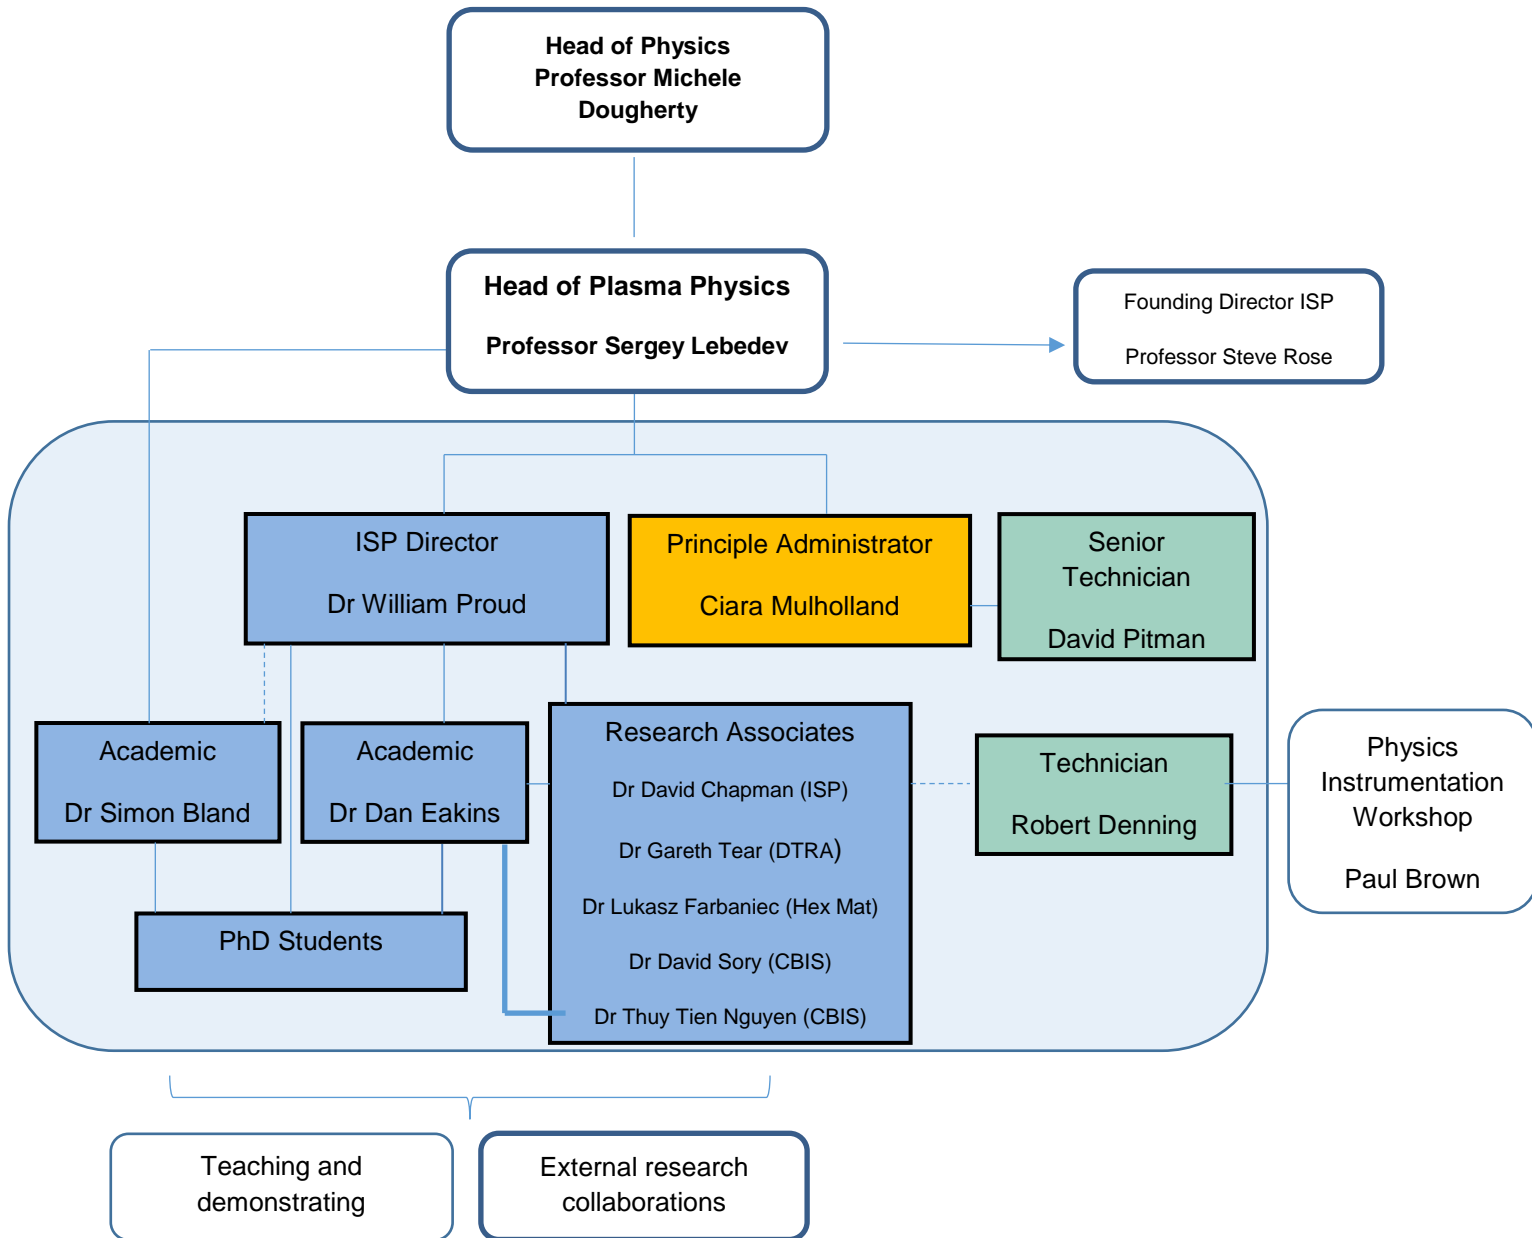 Head of Physics
Professor Michele
Dougherty
Head of Plasma Physics
Professor Sergey Lebedev
Founding Director ISP
Professor Steve Rose
ISP Director
Dr William Proud
Principle Administrator
Ciara Mulholland
Senior
Technician
David Pitman
Academic
Dr Simon Bland
Academic
Dr Dan Eakins
Research Associates
Dr David Chapman (ISP)
Dr Gareth Tear (DTRA)
Dr Lukasz Farbaniec (Hex Mat)
Dr David Sory (CBIS)
Dr Thuy Tien Nguyen (CBIS)
Technician
Robert Denning
Physics
Instrumentation
Workshop
Paul Brown
PhD Students
Teaching and
demonstrating
External research
collaborations